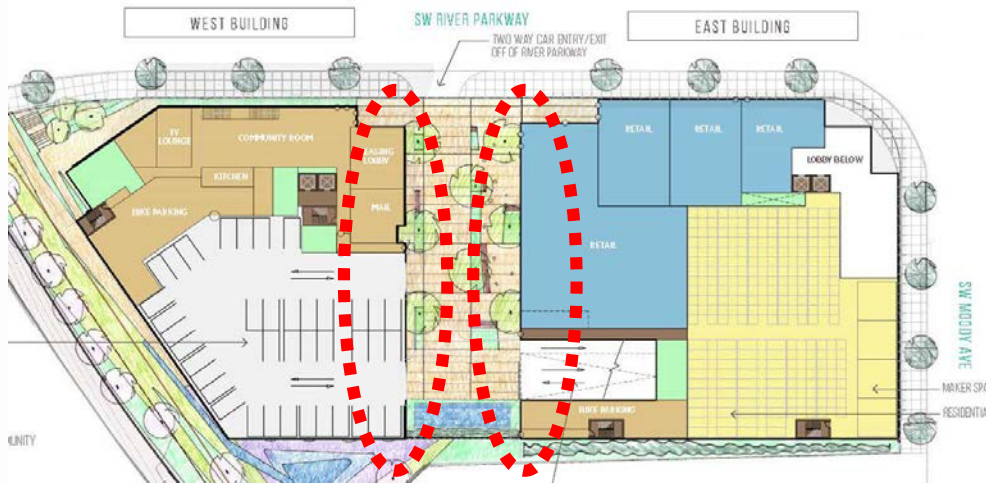 WEST BUILDING
SW RIVER PARKWAY
TWO WAY CAR ENTRY/EXIT
OFF OF RIVER PARKWAY
EAST BUILDING
TV
LOUNGE
COMMUNITY ROOM
KITCHEN
BIKE PARKING
EASING
LOBBY
MAIL
RETAIL
RETAIL
RETAIL
LOBBY BELOW
RETAIL
BIKE PARKING
SW MOODY AVE
MAKER SPA
RESIDENTIA
MUNITY